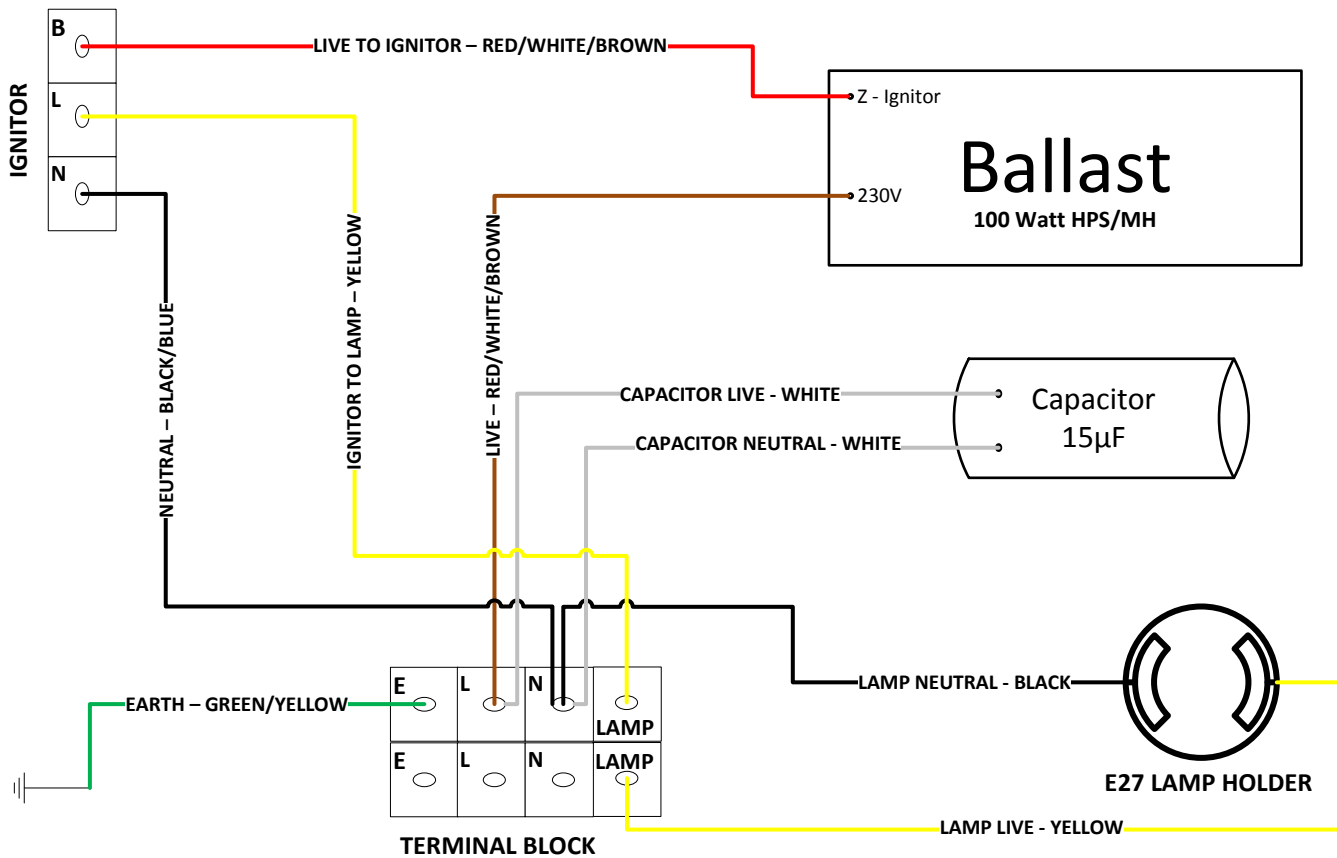 B
LIVE TO IGNITOR – RED/WHITE/BROWN
IGNITOR
L
N
Z - Ignitor
Ballast
230V
100 Watt HPS/MH
NEUTRAL – BLACK/BLUE
IGNITOR TO LAMP – YELLOW
LIVE – RED/WHITE/BROWN
CAPACITOR LIVE - WHITE
CAPACITOR NEUTRAL - WHITE
Capacitor
15µF
E
L
N
LAMP
EARTH – GREEN/YELLOW
LAMP NEUTRAL - BLACK
E
L
N
LAMP
E27 LAMP HOLDER
LAMP LIVE - YELLOW
TERMINAL BLOCK